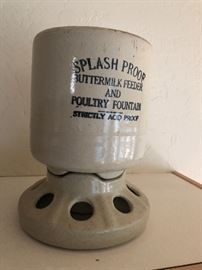 SPLASH PROOF
BUTTERMILK FEEDER
AND
POULTRY FOUNTAIN
STRICTLY ACID PROOF